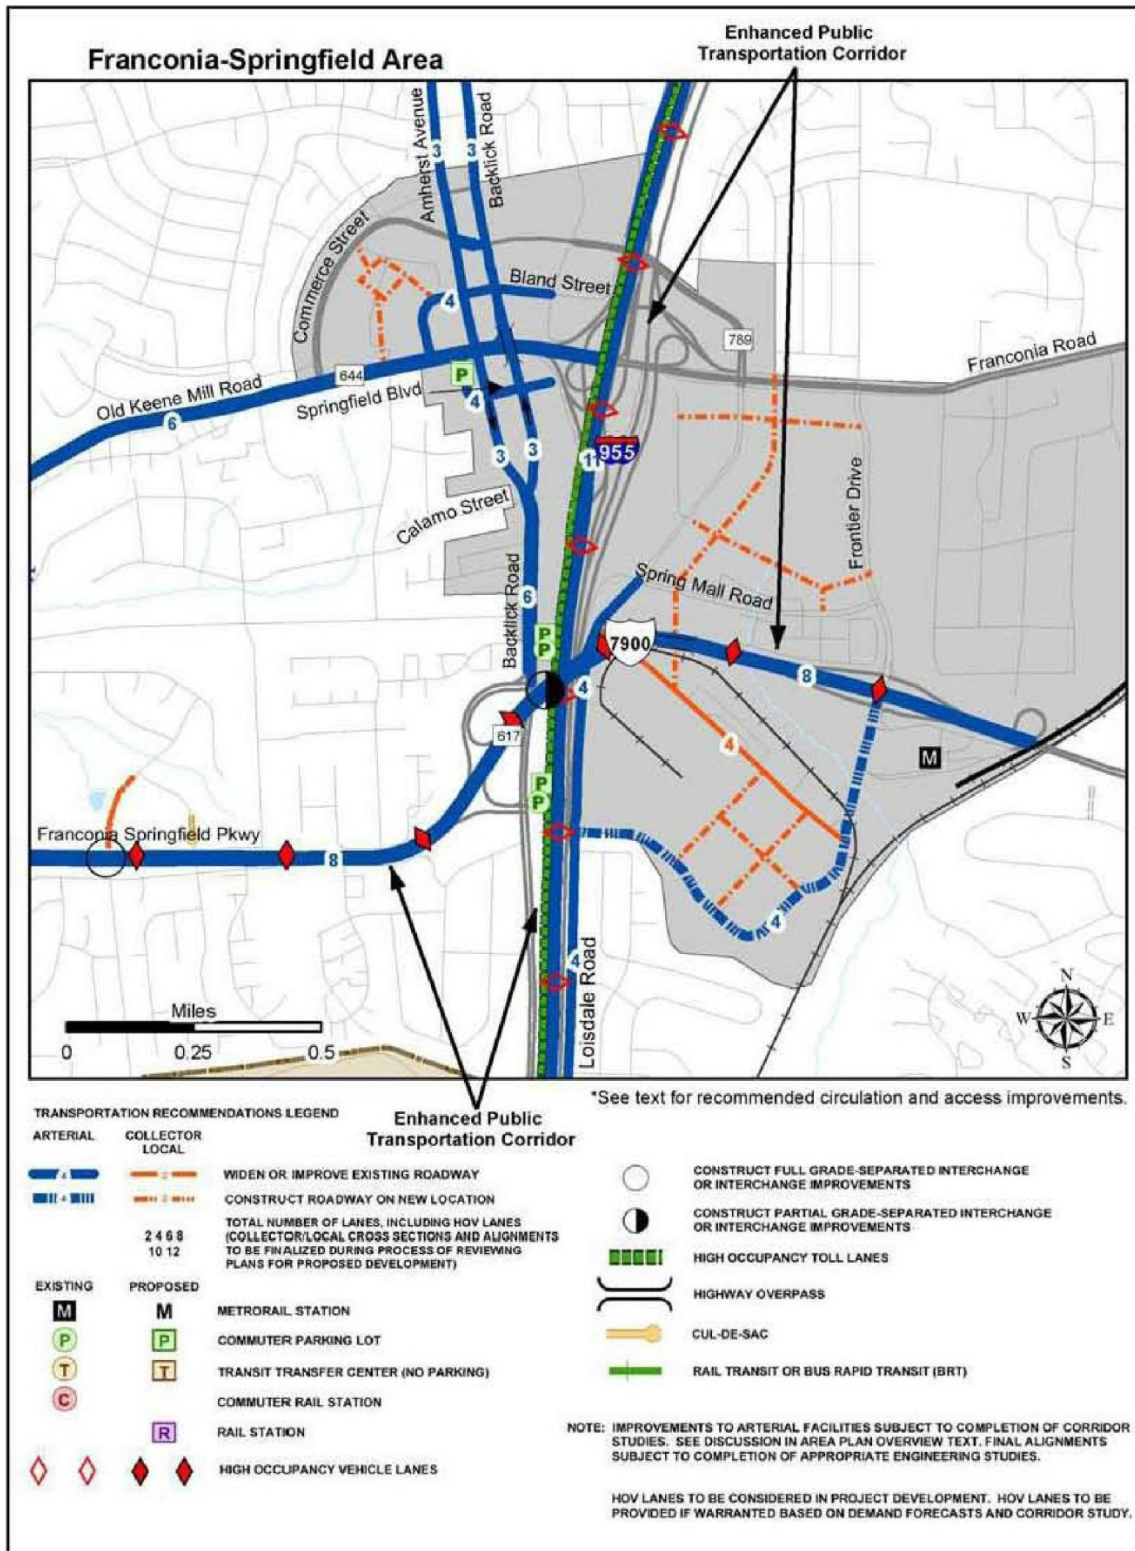 Enhanced Public
Transportation Corridor
Franconia-Springfield Area
Amherst Avenue
Backlick Road
3
3
Commerce Street
Bland Street
4
789
Franconia Road
644
Old Keene Mill Road
6
Springfield Blvd
P
4
3
3
11
955
Calamo Street
Frontier Drive
Backlick Road
6
Spring Mall Road
P
P
7900
4
8
617
4
M
P
P
Franconia Springfield Pkwy
8
4
4
Loisdale Road
Miles
0 0.25 0.5
N
W E
S
*See text for recommended circulation and access improvements.
Enhanced Public
Transportation Corridor
TRANSPORTATION RECOMMENDATIONS LEGEND
ARTERIAL
COLLECTOR
LOCAL
4 2 WIDEN OR IMPROVE EXISTING ROADWAY
4 2 CONSTRUCT ROADWAY ON NEW LOCATION
2 4 6 8
10 12
TOTAL NUMBER OF LANES, INCLUDING HOV LANES
(COLLECTOR/LOCAL CROSS SECTIONS AND ALIGNMENTS
TO BE FINALIZED DURING PROCESS OF REVIEWING
PLANS FOR PROPOSED DEVELOPMENT)
EXISTING PROPOSED
M M METRORAIL STATION
P P COMMUTER PARKING LOT
T T TRANSIT TRANSFER CENTER (NO PARKING)
C COMMUTER RAIL STATION
R RAIL STATION
HIGH OCCUPANCY VEHICLE LANES
CONSTRUCT FULL GRADE-SEPARATED INTERCHANGE
OR INTERCHANGE IMPROVEMENTS
CONSTRUCT PARTIAL GRADE-SEPARATED INTERCHANGE
OR INTERCHANGE IMPROVEMENTS
HIGH OCCUPANCY TOLL LANES
HIGHWAY OVERPASS
CUL-DE-SAC
RAIL TRANSIT OR BUS RAPID TRANSIT (BRT)
NOTE: IMPROVEMENTS TO ARTERIAL FACILITIES SUBJECT TO COMPLETION OF CORRIDOR
STUDIES. SEE DISCUSSION IN AREA PLAN OVERVIEW TEXT. FINAL ALIGNMENTS
SUBJECT TO COMPLETION OF APPROPRIATE ENGINEERING STUDIES.
HOV LANES TO BE CONSIDERED IN PROJECT DEVELOPMENT. HOV LANES TO BE
PROVIDED IF WARRANTED BASED ON DEMAND FORECASTS AND CORRIDOR STUDY.